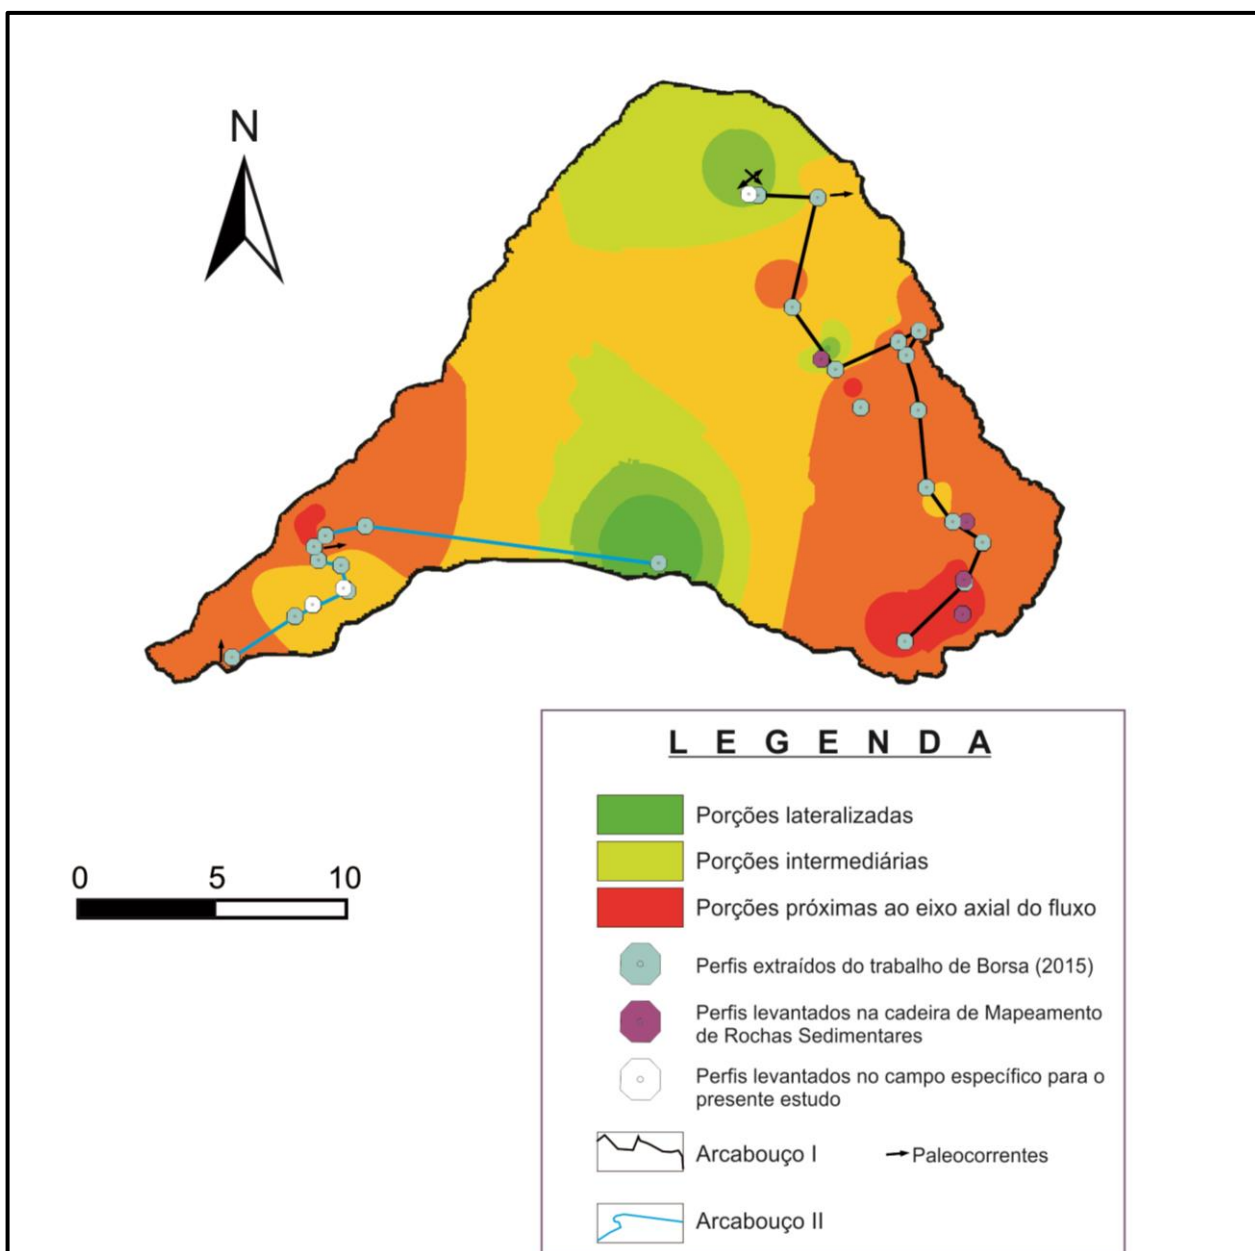 N
0 5 10
L E G E N D A
Porções lateralizadas
Porções intermediárias
Porções próximas ao eixo axial do fluxo
Perfis extraídos do trabalho de Borsa (2015)
Perfis levantados na cadeira de Mapeamento
de Rochas Sedimentares
Perfis levantados no campo específico para o
presente estudo
Arcabouço I
Paleocorrentes
Arcabouço II